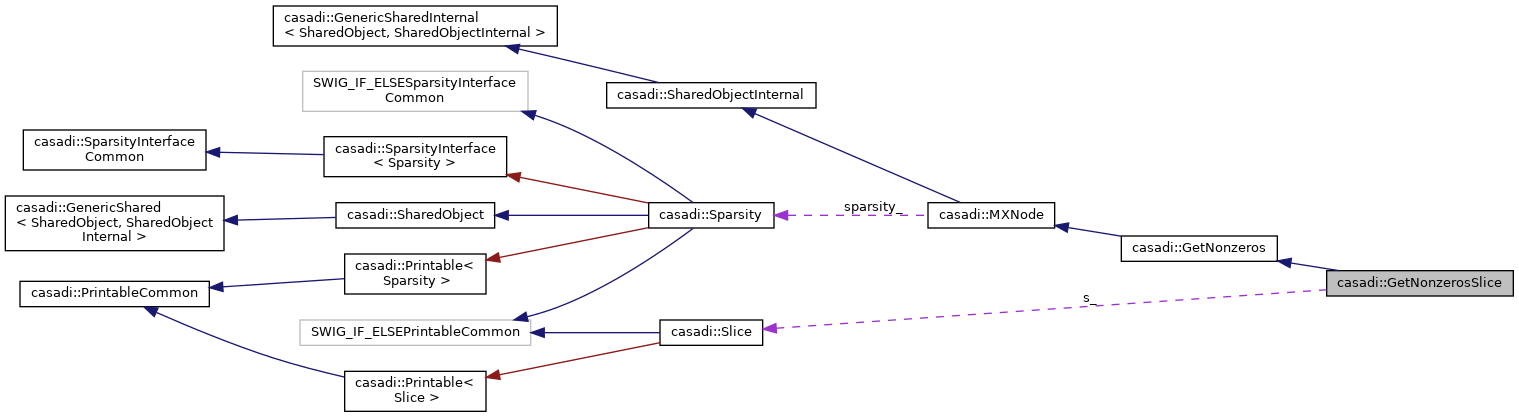 casadi::GenericSharedInternal
< SharedObject, SharedObjectInternal >
SWIG_IF_ELSESparsityInterface
Common
casadi::SharedObjectInternal
casadi::SparsityInterface
Common
casadi::SparsityInterface
< Sparsity >
casadi::GenericShared
< SharedObject, SharedObject
Internal >
casadi::SharedObject
casadi::Sparsity
sparsity_
casadi::MXNode
casadi::GetNonzeros
casadi::GetNonzerosSlice
casadi::Printable<
Sparsity >
casadi::PrintableCommon
s_
SWIG_IF_ELSEPrintableCommon
casadi::Slice
casadi::Printable<
Slice >